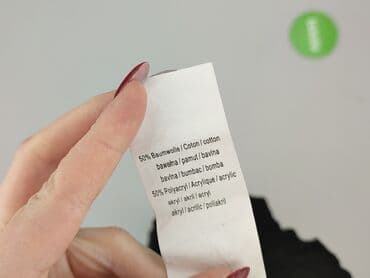 50% Baumwolle / Coton / cotton
bawełna / pamut / bavlna
bavlna / bumbac / bomba
50% Polyacryl / Acrylique / acrylic
akryl / akril / acryl
akryl / acrilic / poliakril